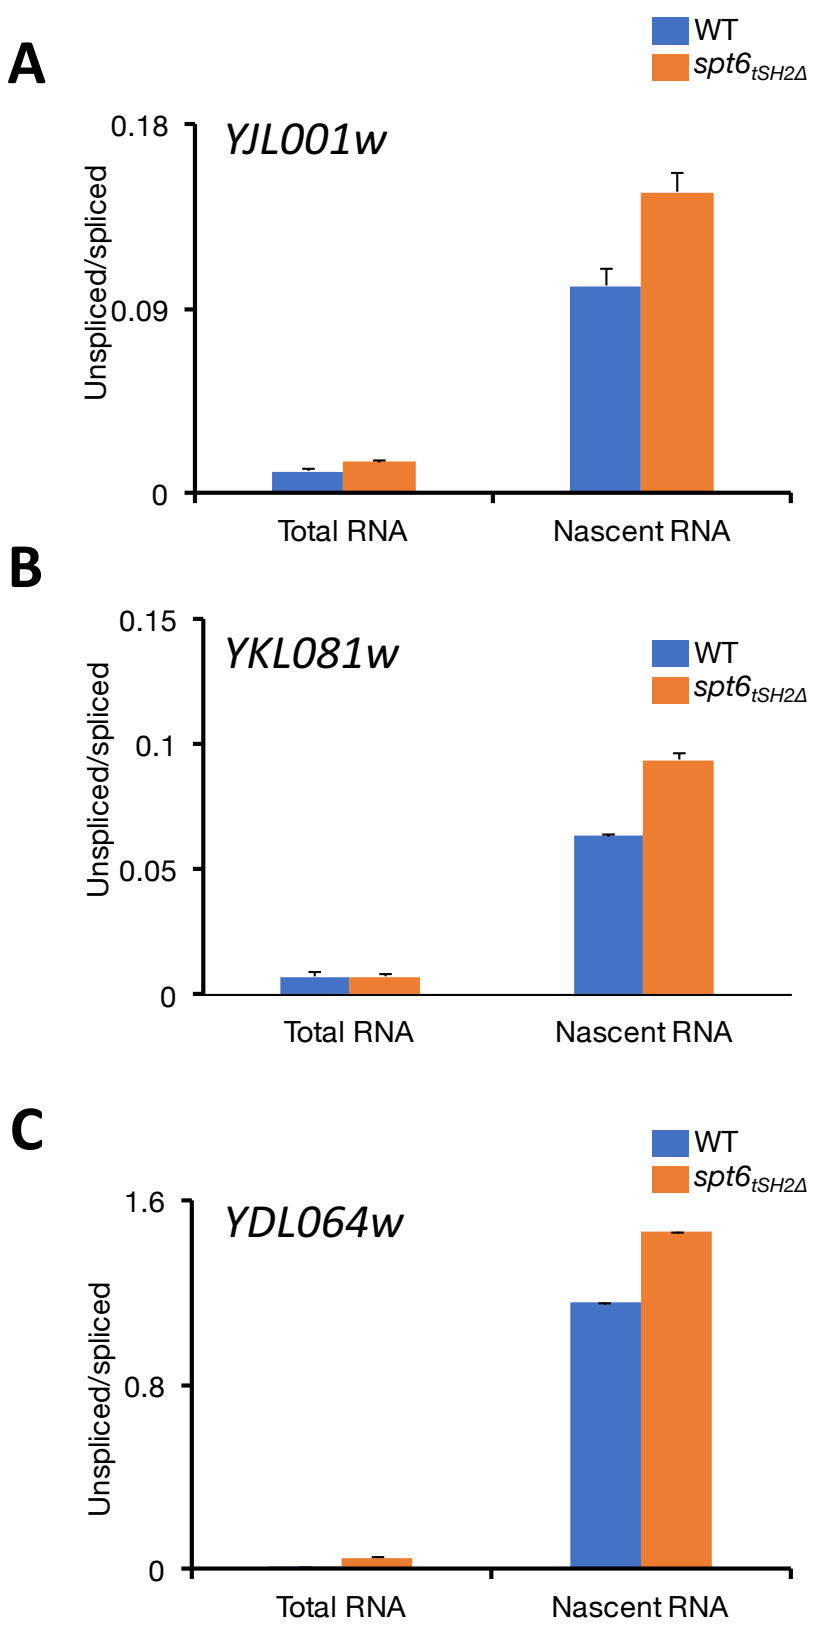 A
WT
spt6tSH2Δ
YJL001w
Unspliced/spliced
0.18
0.09
0
Total RNA
Nascent RNA
B
WT
spt6tSH2Δ
YKL081w
Unspliced/spliced
0.15
0.1
0.05
0
Total RNA
Nascent RNA
C
WT
spt6tSH2Δ
YDL064w
Unspliced/spliced
1.6
0.8
0
Total RNA
Nascent RNA